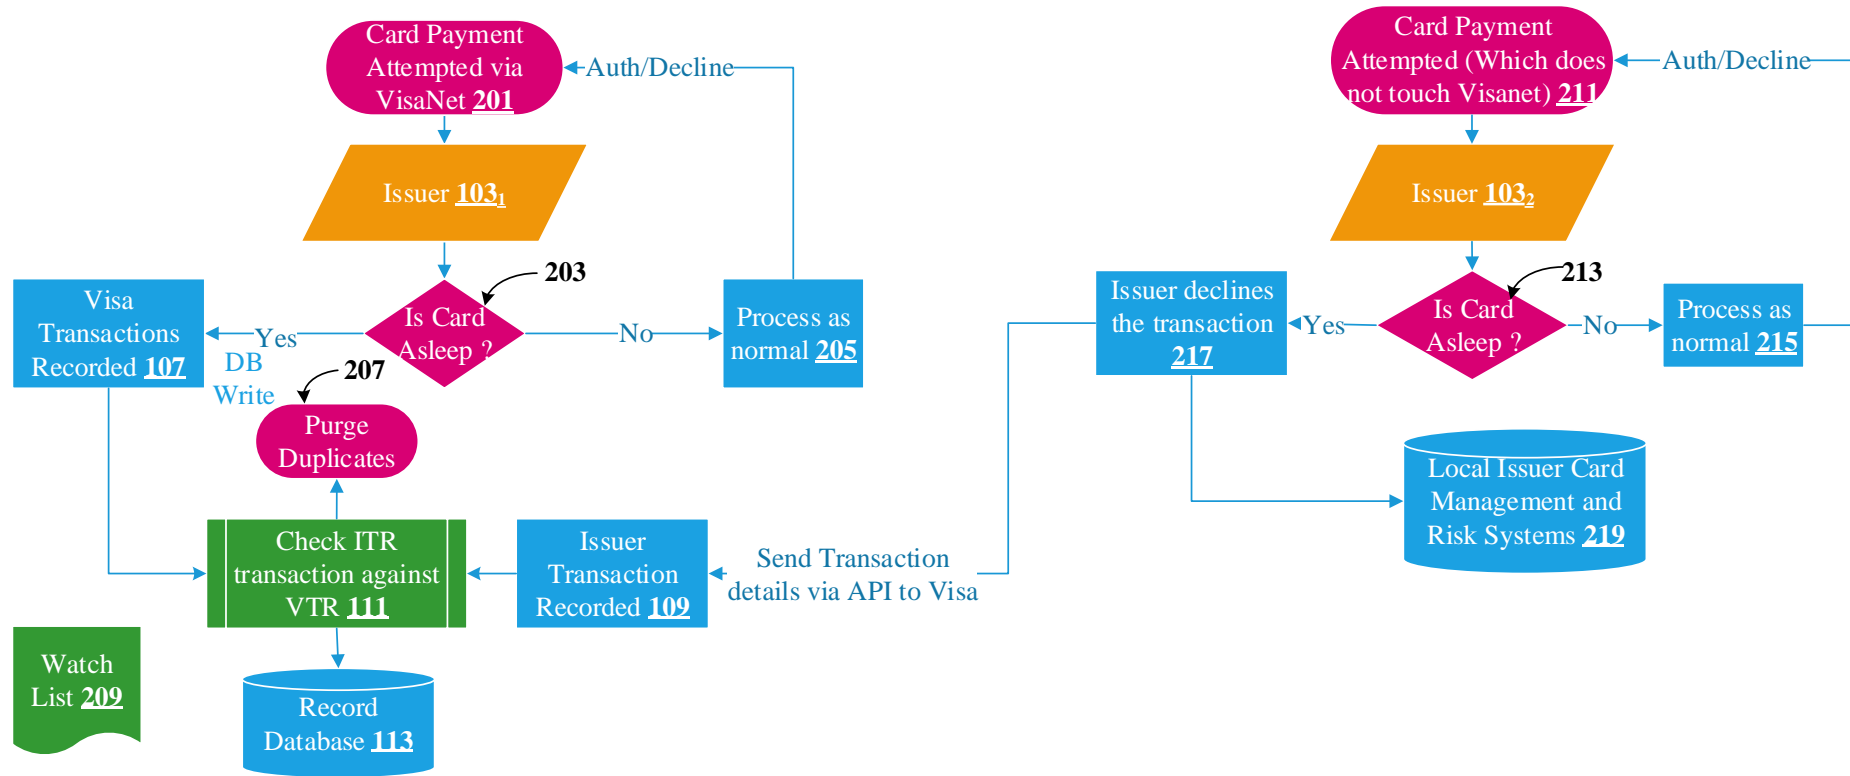 Card Payment
Attempted via
VisaNet 201
Auth/Decline
Issuer 103₁
203
Is Card
Asleep ?
Yes
DB
Write
No
Process as
normal 205
Visa
Transactions
Recorded 107
207
Purge
Duplicates
Check ITR
transaction against
VTR 111
Issuer
Transaction
Recorded 109
Send Transaction
details via API to Visa
Watch
List 209
Record
Database 113
Card Payment
Attempted (Which does
not touch Visanet) 211
Auth/Decline
Issuer 103₂
213
Is Card
Asleep ?
Yes
No
Process as
normal 215
Issuer declines
the transaction
217
Local Issuer Card
Management and
Risk Systems 219